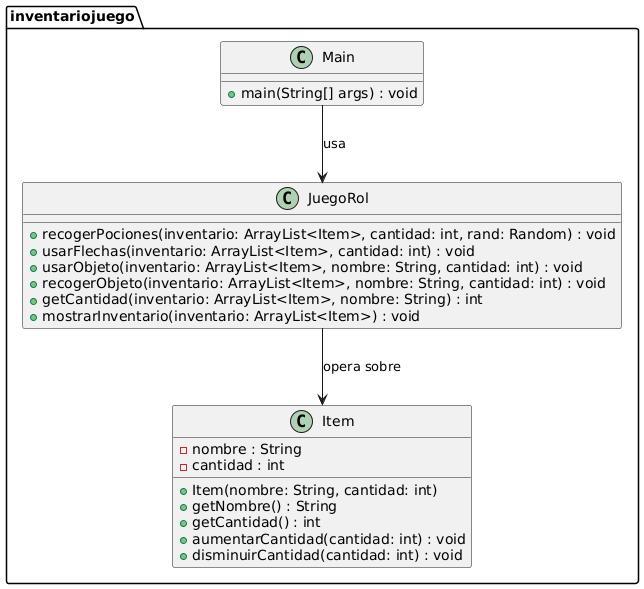 inventariojuego
C Main
main(String[] args) : void
usa
C JuegoRol
recogerPociones(inventario: ArrayList<Item>, cantidad: int, rand: Random) : void
usarFlechas(inventario: ArrayList<Item>, cantidad: int) : void
usarObjeto(inventario: ArrayList<Item>, nombre: String, cantidad: int) : void
recogerObjeto(inventario: ArrayList<Item>, nombre: String, cantidad: int) : void
getCantidad(inventario: ArrayList<Item>, nombre: String) : int
mostrarInventario(inventario: ArrayList<Item>) : void
opera sobre
C Item
nombre : String
cantidad : int
Item(nombre: String, cantidad: int)
getNombre() : String
getCantidad() : int
aumentarCantidad(cantidad: int) : void
disminuirCantidad(cantidad: int) : void